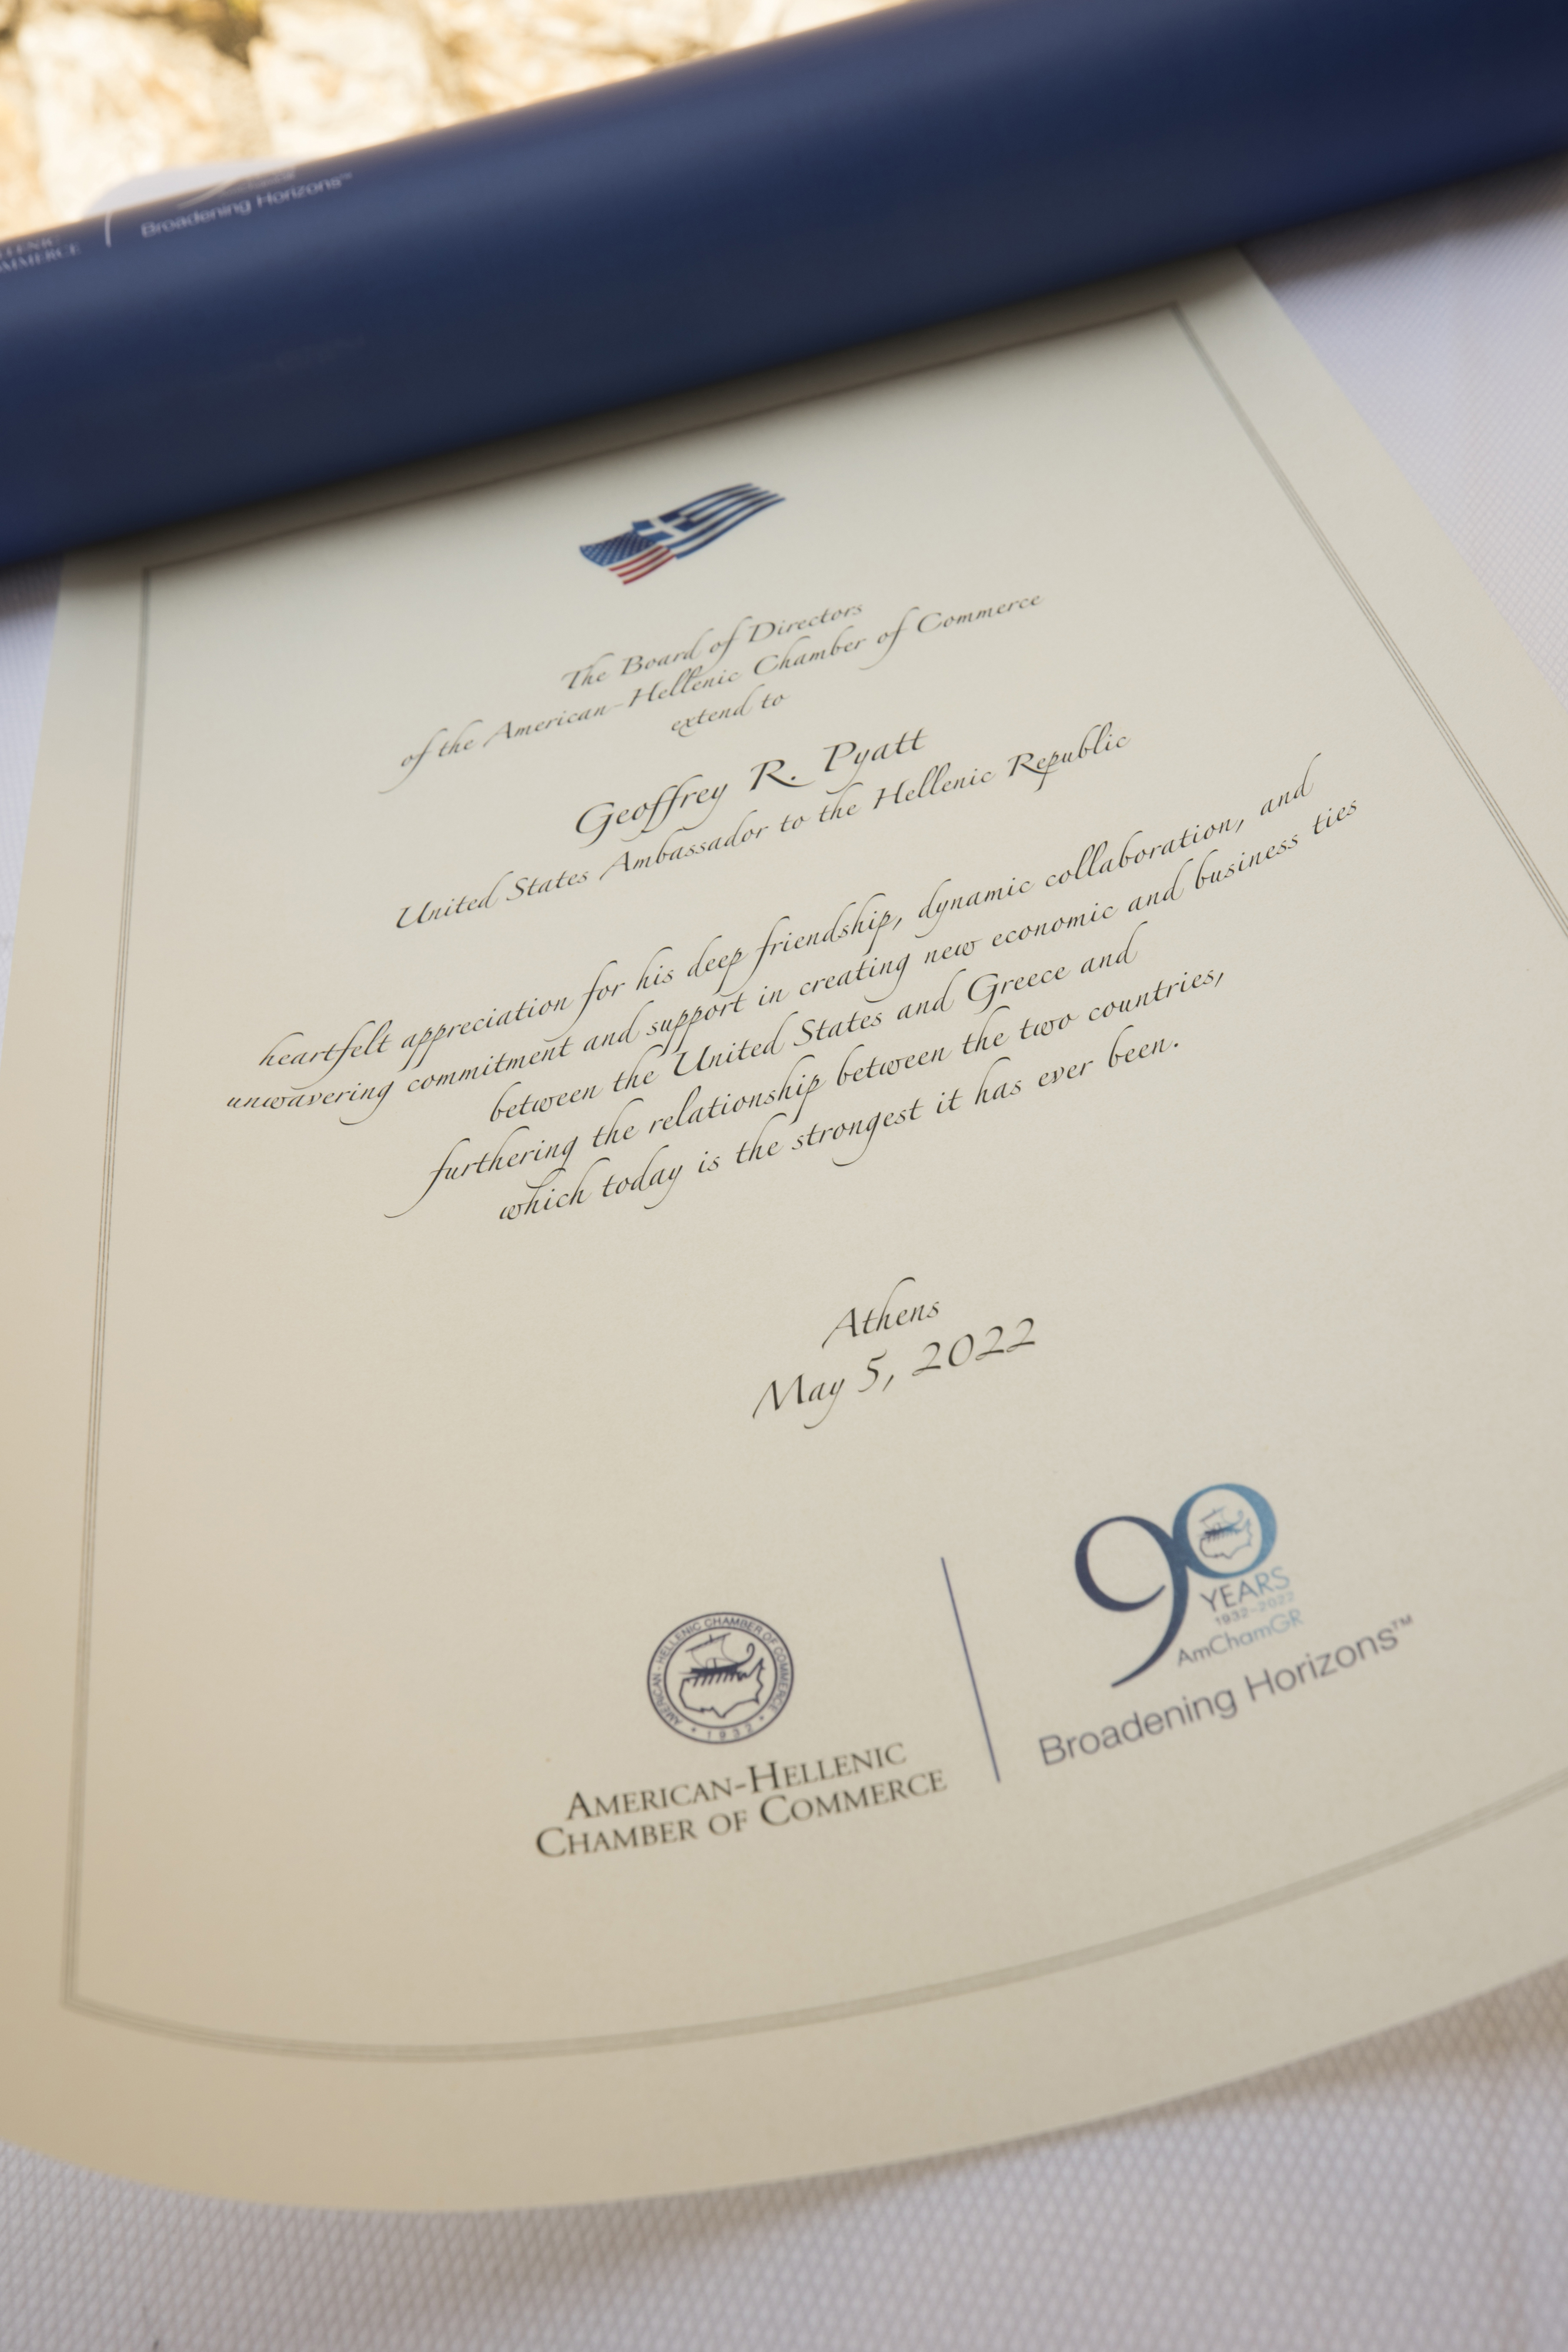 Broadening Horizons™
The Board of Directors
of the American-Hellenic Chamber of Commerce
extend to
Geoffrey R. Pyatt
United States Ambassador to the Hellenic Republic
heartfelt appreciation for his deep friendship, dynamic collaboration, and
unwavering commitment and support in creating new economic and business ties
between the United States and Greece and
furthering the relationship between the two countries,
which today is the strongest it has ever been.
Athens
May 5, 2022
AMERICAN-HELLENIC CHAMBER OF COMMERCE
• 1932 •
AMERICAN-HELLENIC
CHAMBER OF COMMERCE
90
YEARS
1932-2022
AmChamGR
Broadening Horizons™